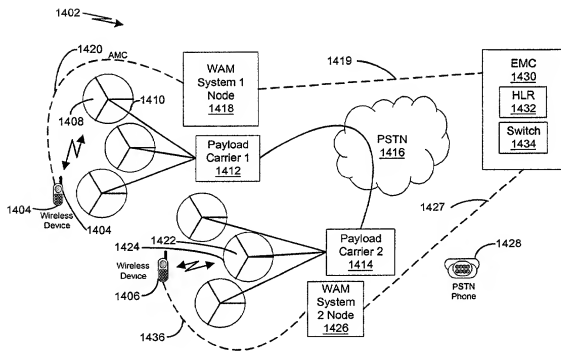 1402
1420
AMC
1408
1410
WAM
System 1
Node
1418
1419
EMC
1430
HLR
1432
Switch
1434
PSTN
1416
Payload
Carrier 1
1412
1404
Wireless
Device
1404
1427
1422
1424
Wireless
Device
1406
Payload
Carrier 2
1414
WAM
System
2 Node
1426
1428
PSTN
Phone
1436